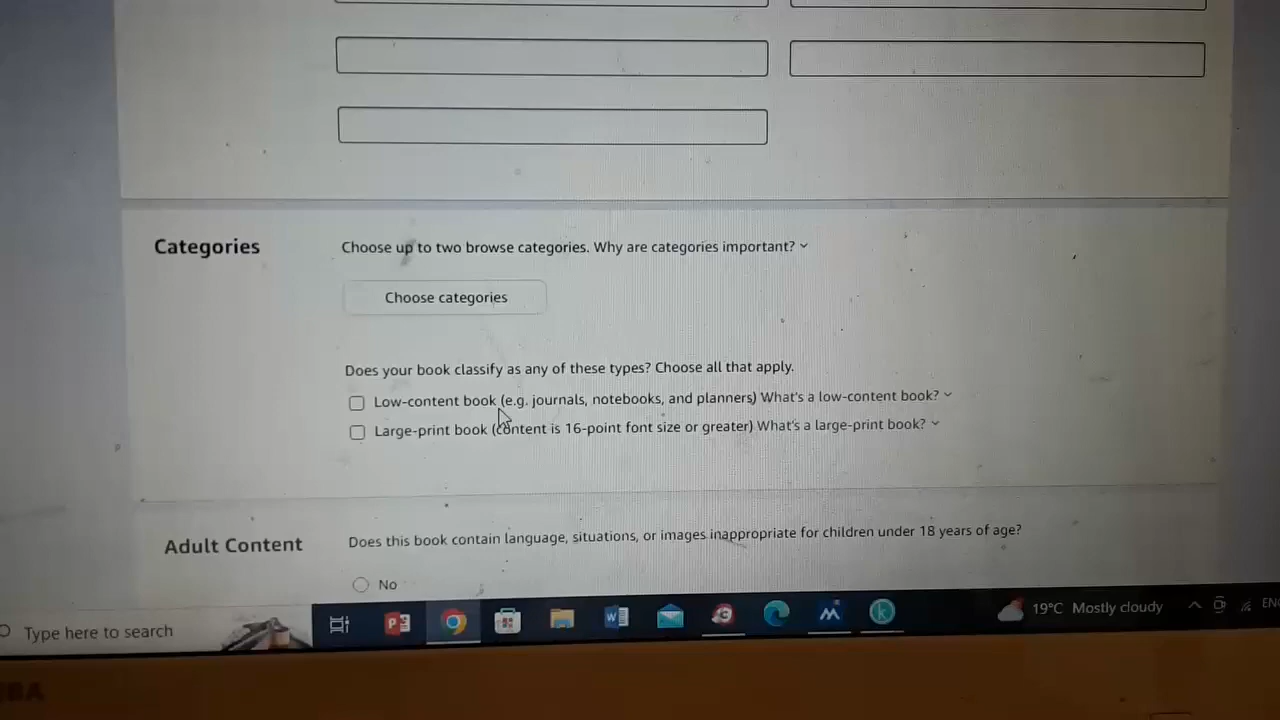 Categories
Choose up to two browse categories. Why are categories important?
Choose categories
Does your book classify as any of these types? Choose all that apply.
Low-content book (e.g. journals, notebooks, and planners) What's a low-content book?
Large-print book (content is 16-point font size or greater) What's a large-print book?
Adult Content
Does this book contain language, situations, or images inappropriate for children under 18 years of age?
No
Type here to search
19°C Mostly cloudy